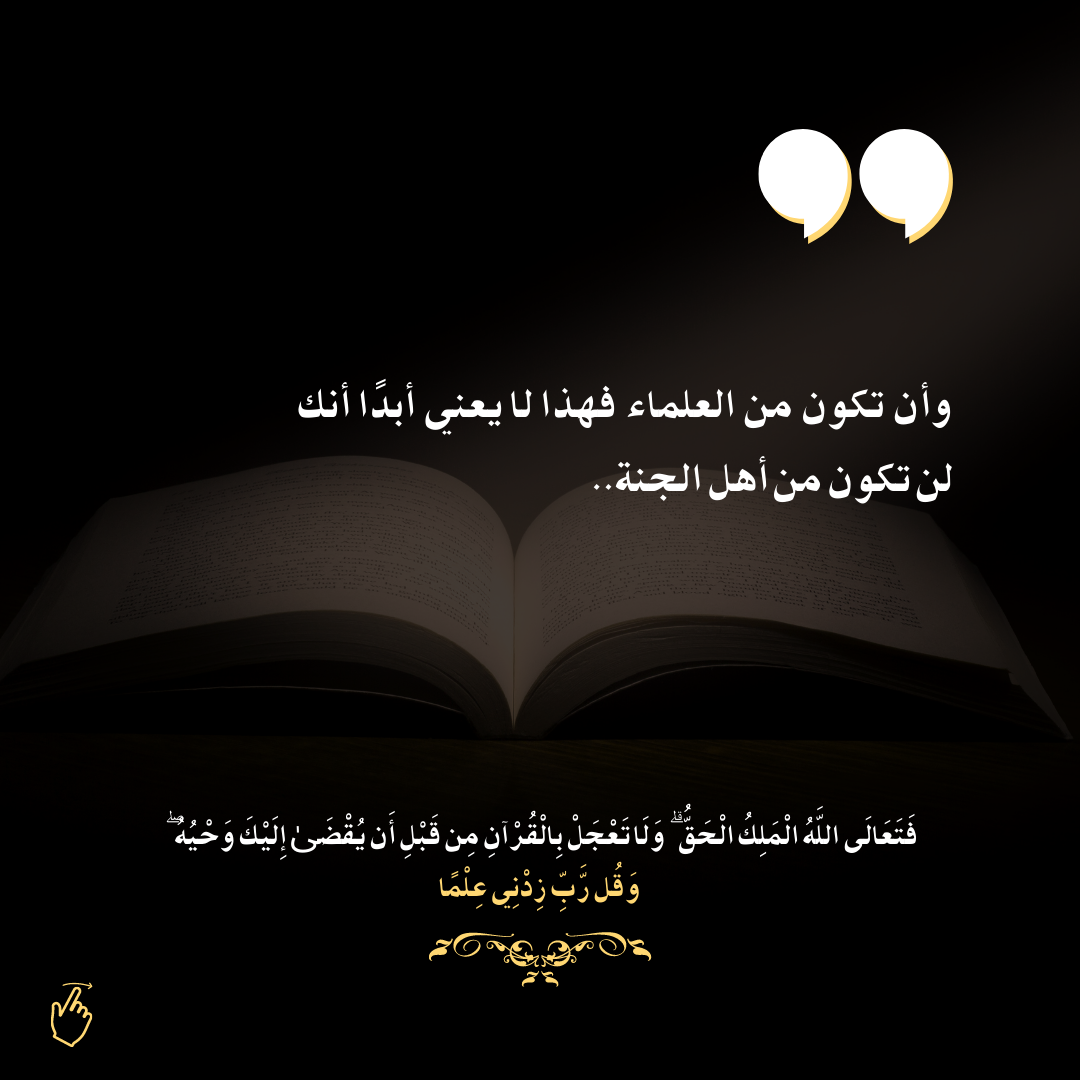 وأن تكون من العلماء فهذا لا يعني أبدًا أنك
لن تكون من أهل الجنة..
فَتَعَالَى اللَّهُ الْمَلِكُ الْحَقُّ ۗ وَلَا تَعْجَلْ بِالْقُرْآنِ مِن قَبْلِ أَن يُقْضَىٰ إِلَيْكَ وَحْيُهُ ۖ
وَقُل رَّبِّ زِدْنِي عِلْمًا